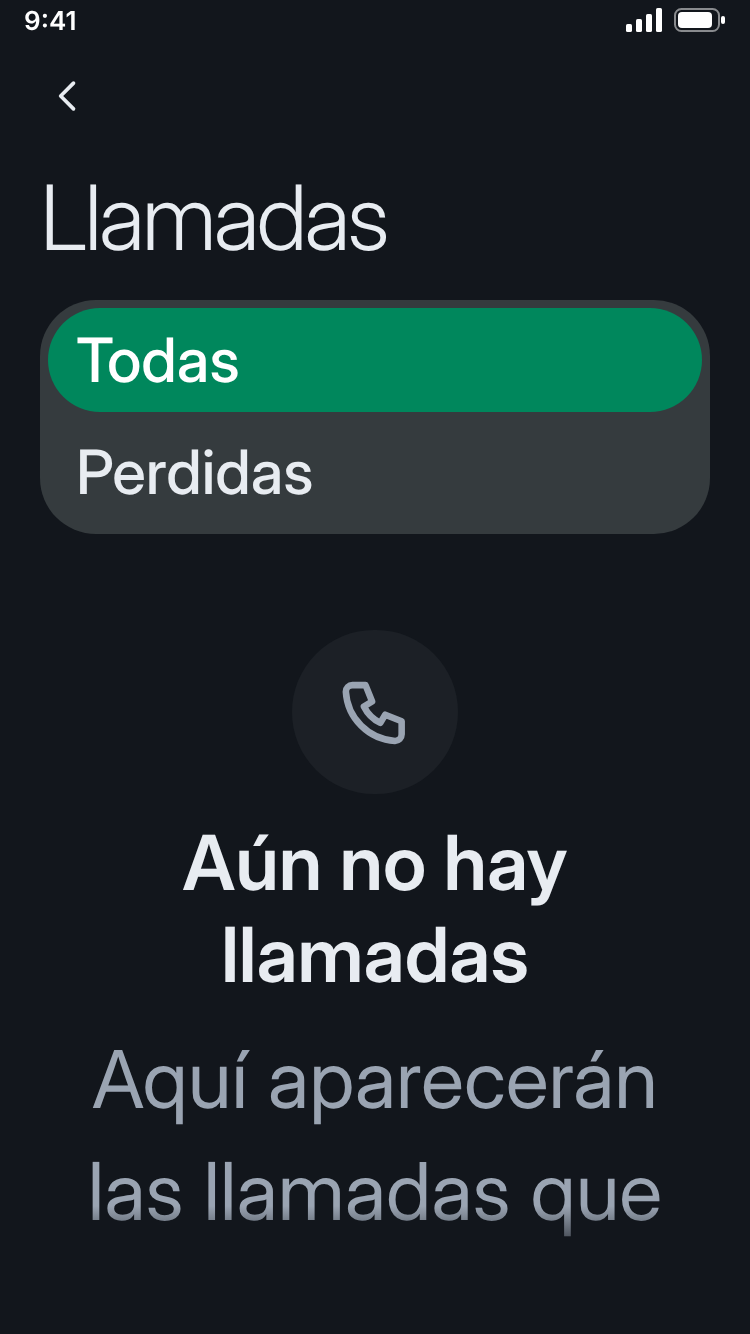 9:41
Llamadas
Todas
Perdidas
Aún no hay
llamadas
Aquí aparecerán
las llamadas que